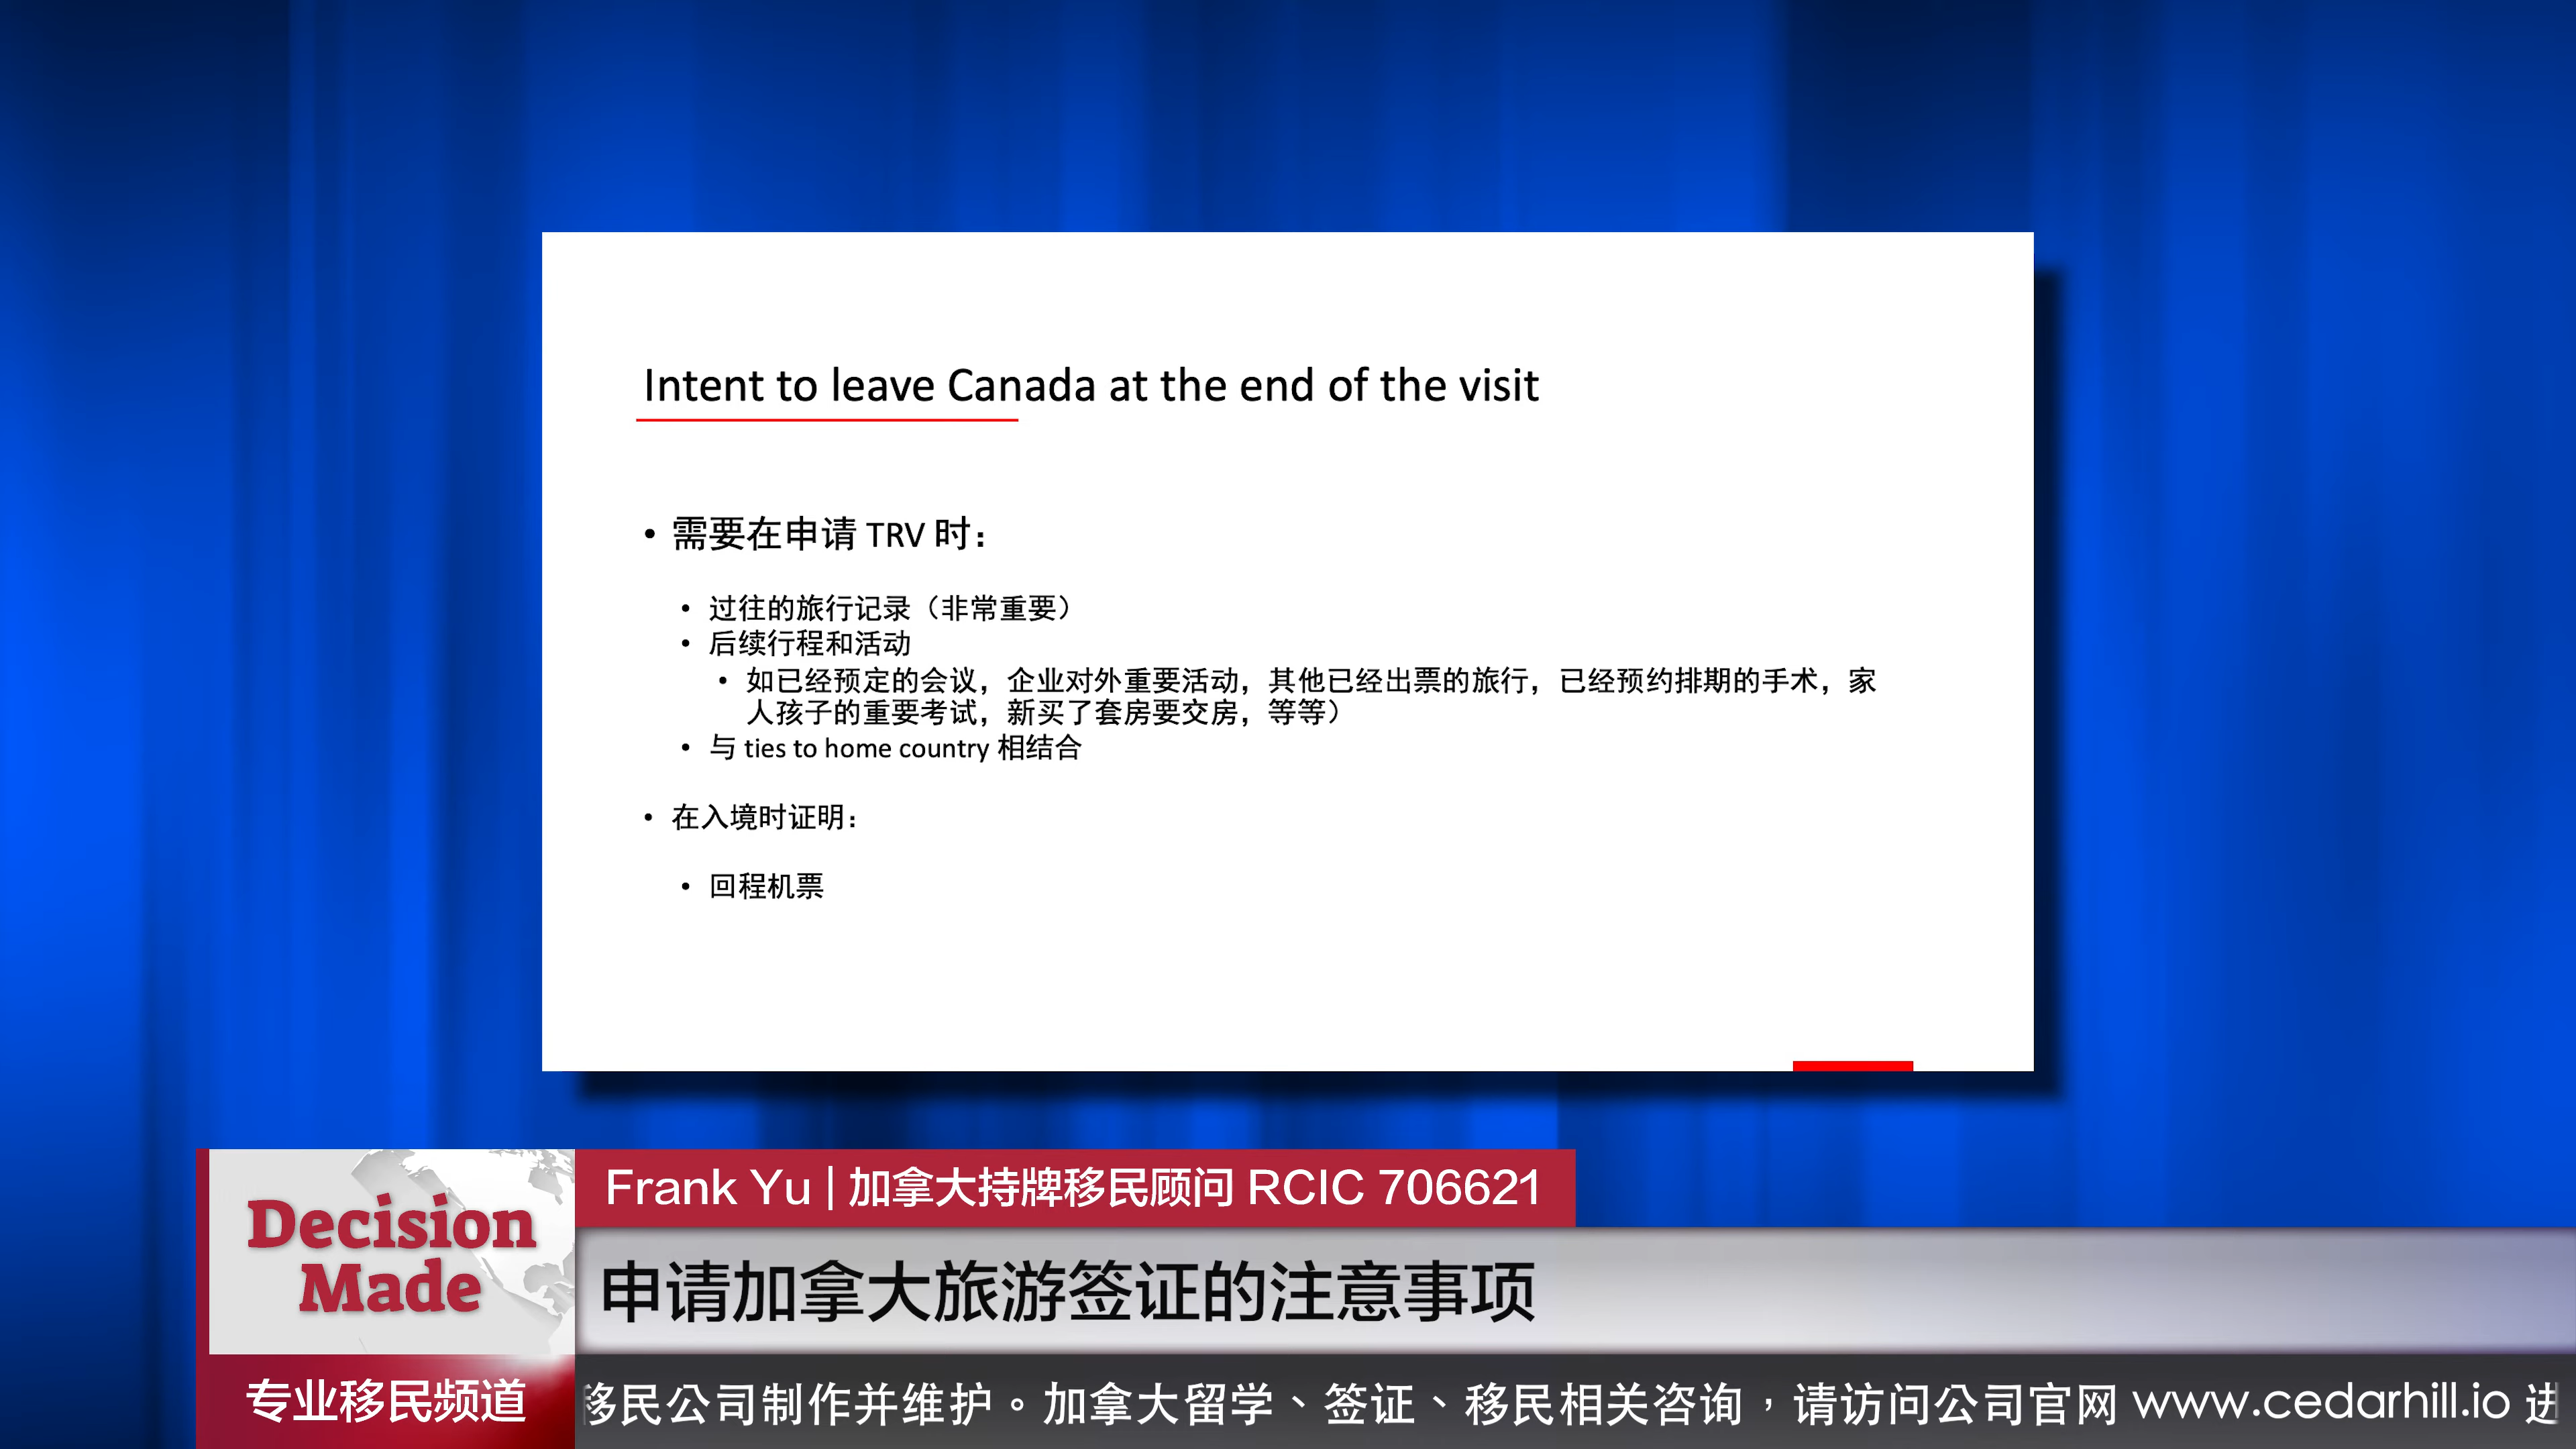 Intent to leave Canada at the end of the visit
• 需要在申请 TRV 时：
• 过往的旅行记录（非常重要）
• 后续行程和活动
• 如已经预定的会议，企业对外重要活动，其他已经出票的旅行，已经预约排期的手术，家
人孩子的重要考试，新买了套房要交房，等等）
• 与 ties to home country 相结合
• 在入境时证明：
• 回程机票
Frank Yu | 加拿大持牌移民顾问 RCIC 706621
Decision
Made
申请加拿大旅游签证的注意事项
专业移民频道
移民公司制作并维护。加拿大留学、签证、移民相关咨询，请访问公司官网 www.cedarhill.io 进